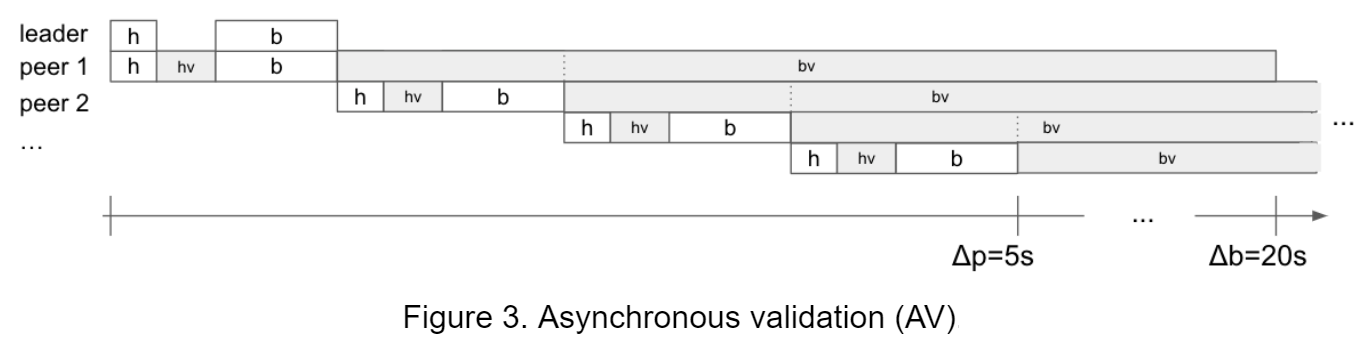 leader h b
peer 1 h hv b bv
peer 2 h hv b bv
h hv b bv ...
... h hv b bv
...
Δp=5s Δb=20s
Figure 3. Asynchronous validation (AV)